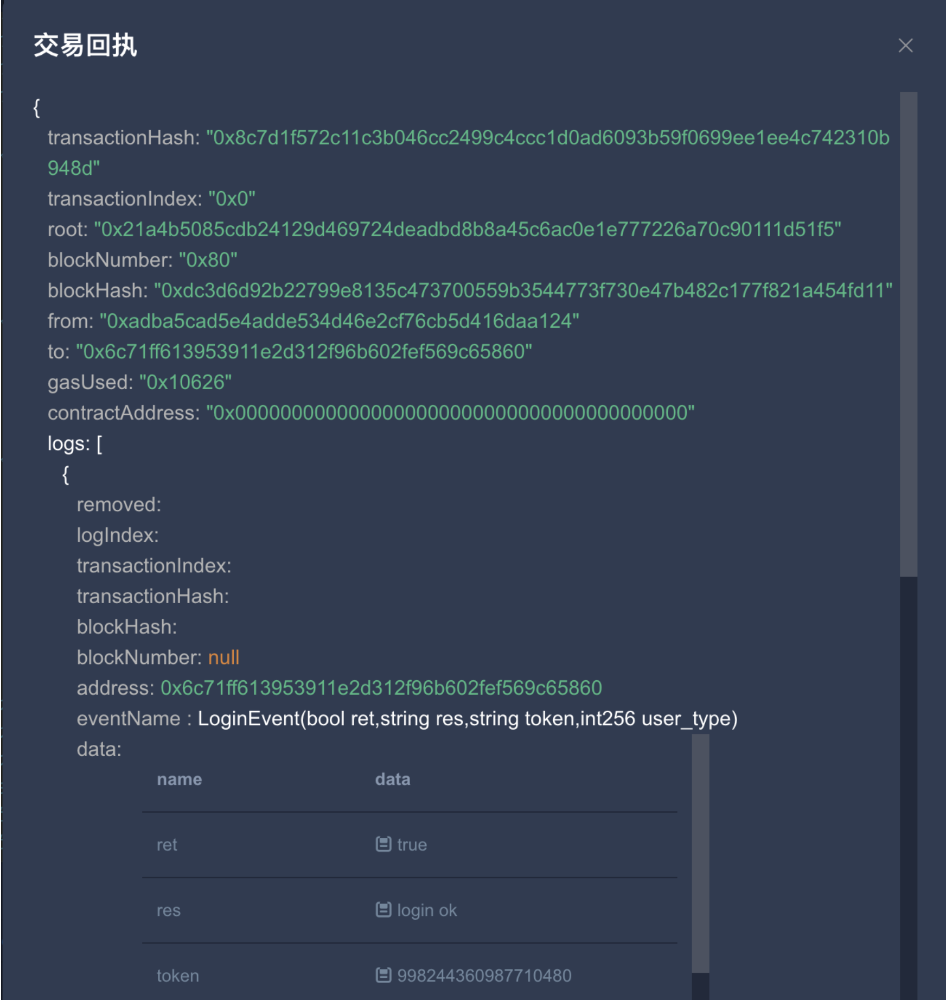 交易回执
{
transactionHash: "0x8c7d1f572c11c3b046cc2499c4ccc1d0ad6093b59f0699ee1ee4c742310b
948d"
transactionIndex: "0x0"
root: "0x21a4b5085cdb24129d469724deadbd8b8a45c6ac0e1e777226a70c90111d51f5"
blockNumber: "0x80"
blockHash: "0xdc3d6d92b22799e8135c473700559b3544773f730e47b482c177f821a454fd11"
from: "0xadba5cad5e4adde534d46e2cf76cb5d416daa124"
to: "0x6c71ff613953911e2d312f96b602fef569c65860"
gasUsed: "0x10626"
contractAddress: "0x0000000000000000000000000000000000000000"
logs: [
{
removed:
logIndex:
transactionIndex:
transactionHash:
blockHash:
blockNumber: null
address: 0x6c71ff613953911e2d312f96b602fef569c65860
eventName : LoginEvent(bool ret,string res,string token,int256 user_type)
data:
name data
ret true
res login ok
token 998244360987710480